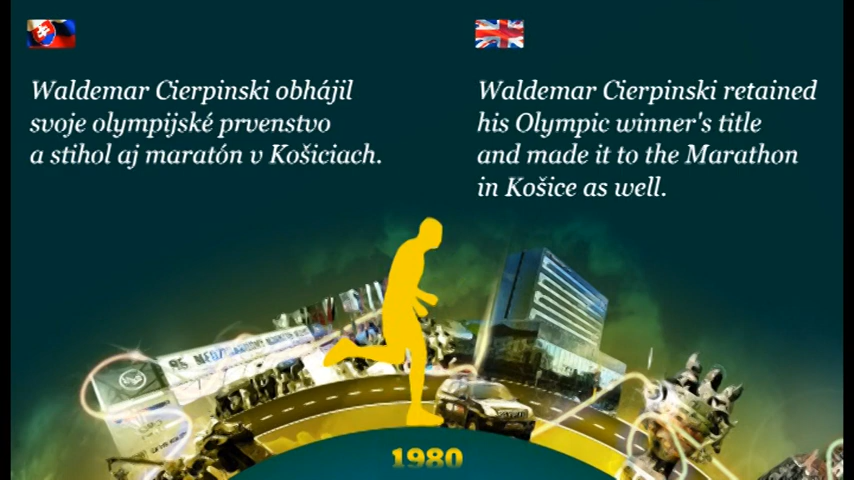 Waldemar Cierpinski obhájil
svoje olympijské prvenstvo
a stihol aj maratón v Košiciach.
Waldemar Cierpinski retained
his Olympic winner's title
and made it to the Marathon
in Košice as well.
1980